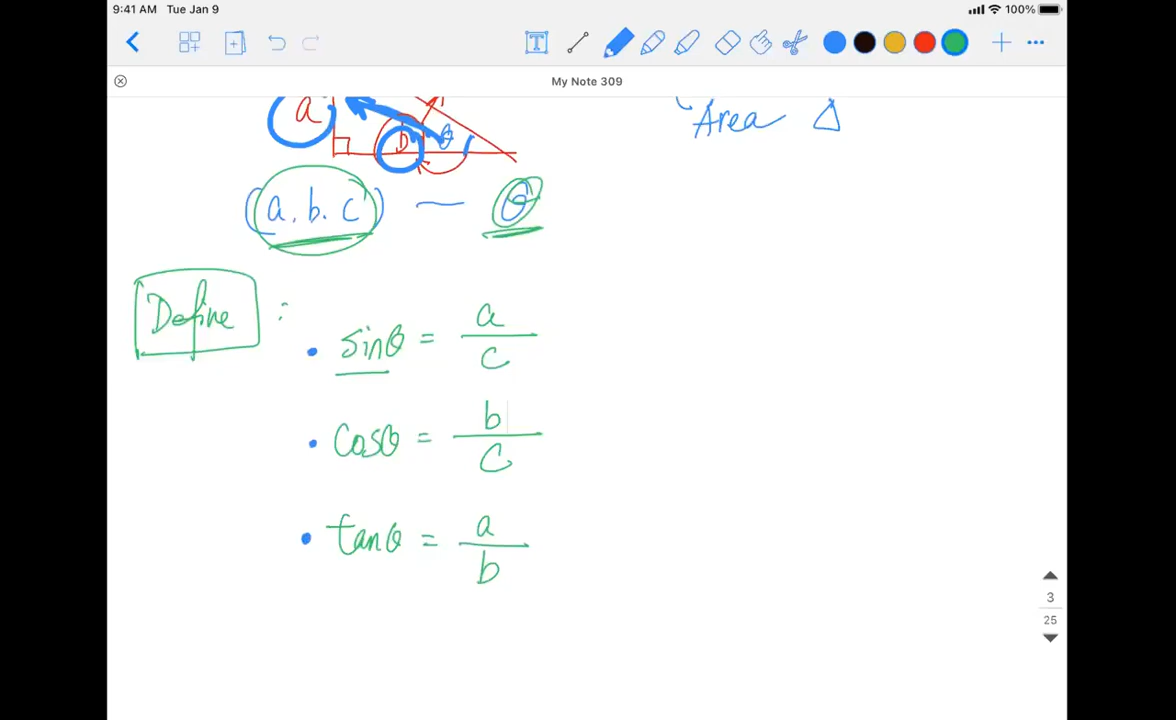 9:41 AM Tue Jan 9 100%
T
My Note 309
a
b θ
Area Δ
(a, b, c) — θ
Define :
• sinθ = a/c
• cosθ = b/c
• tanθ = a/b
3
25